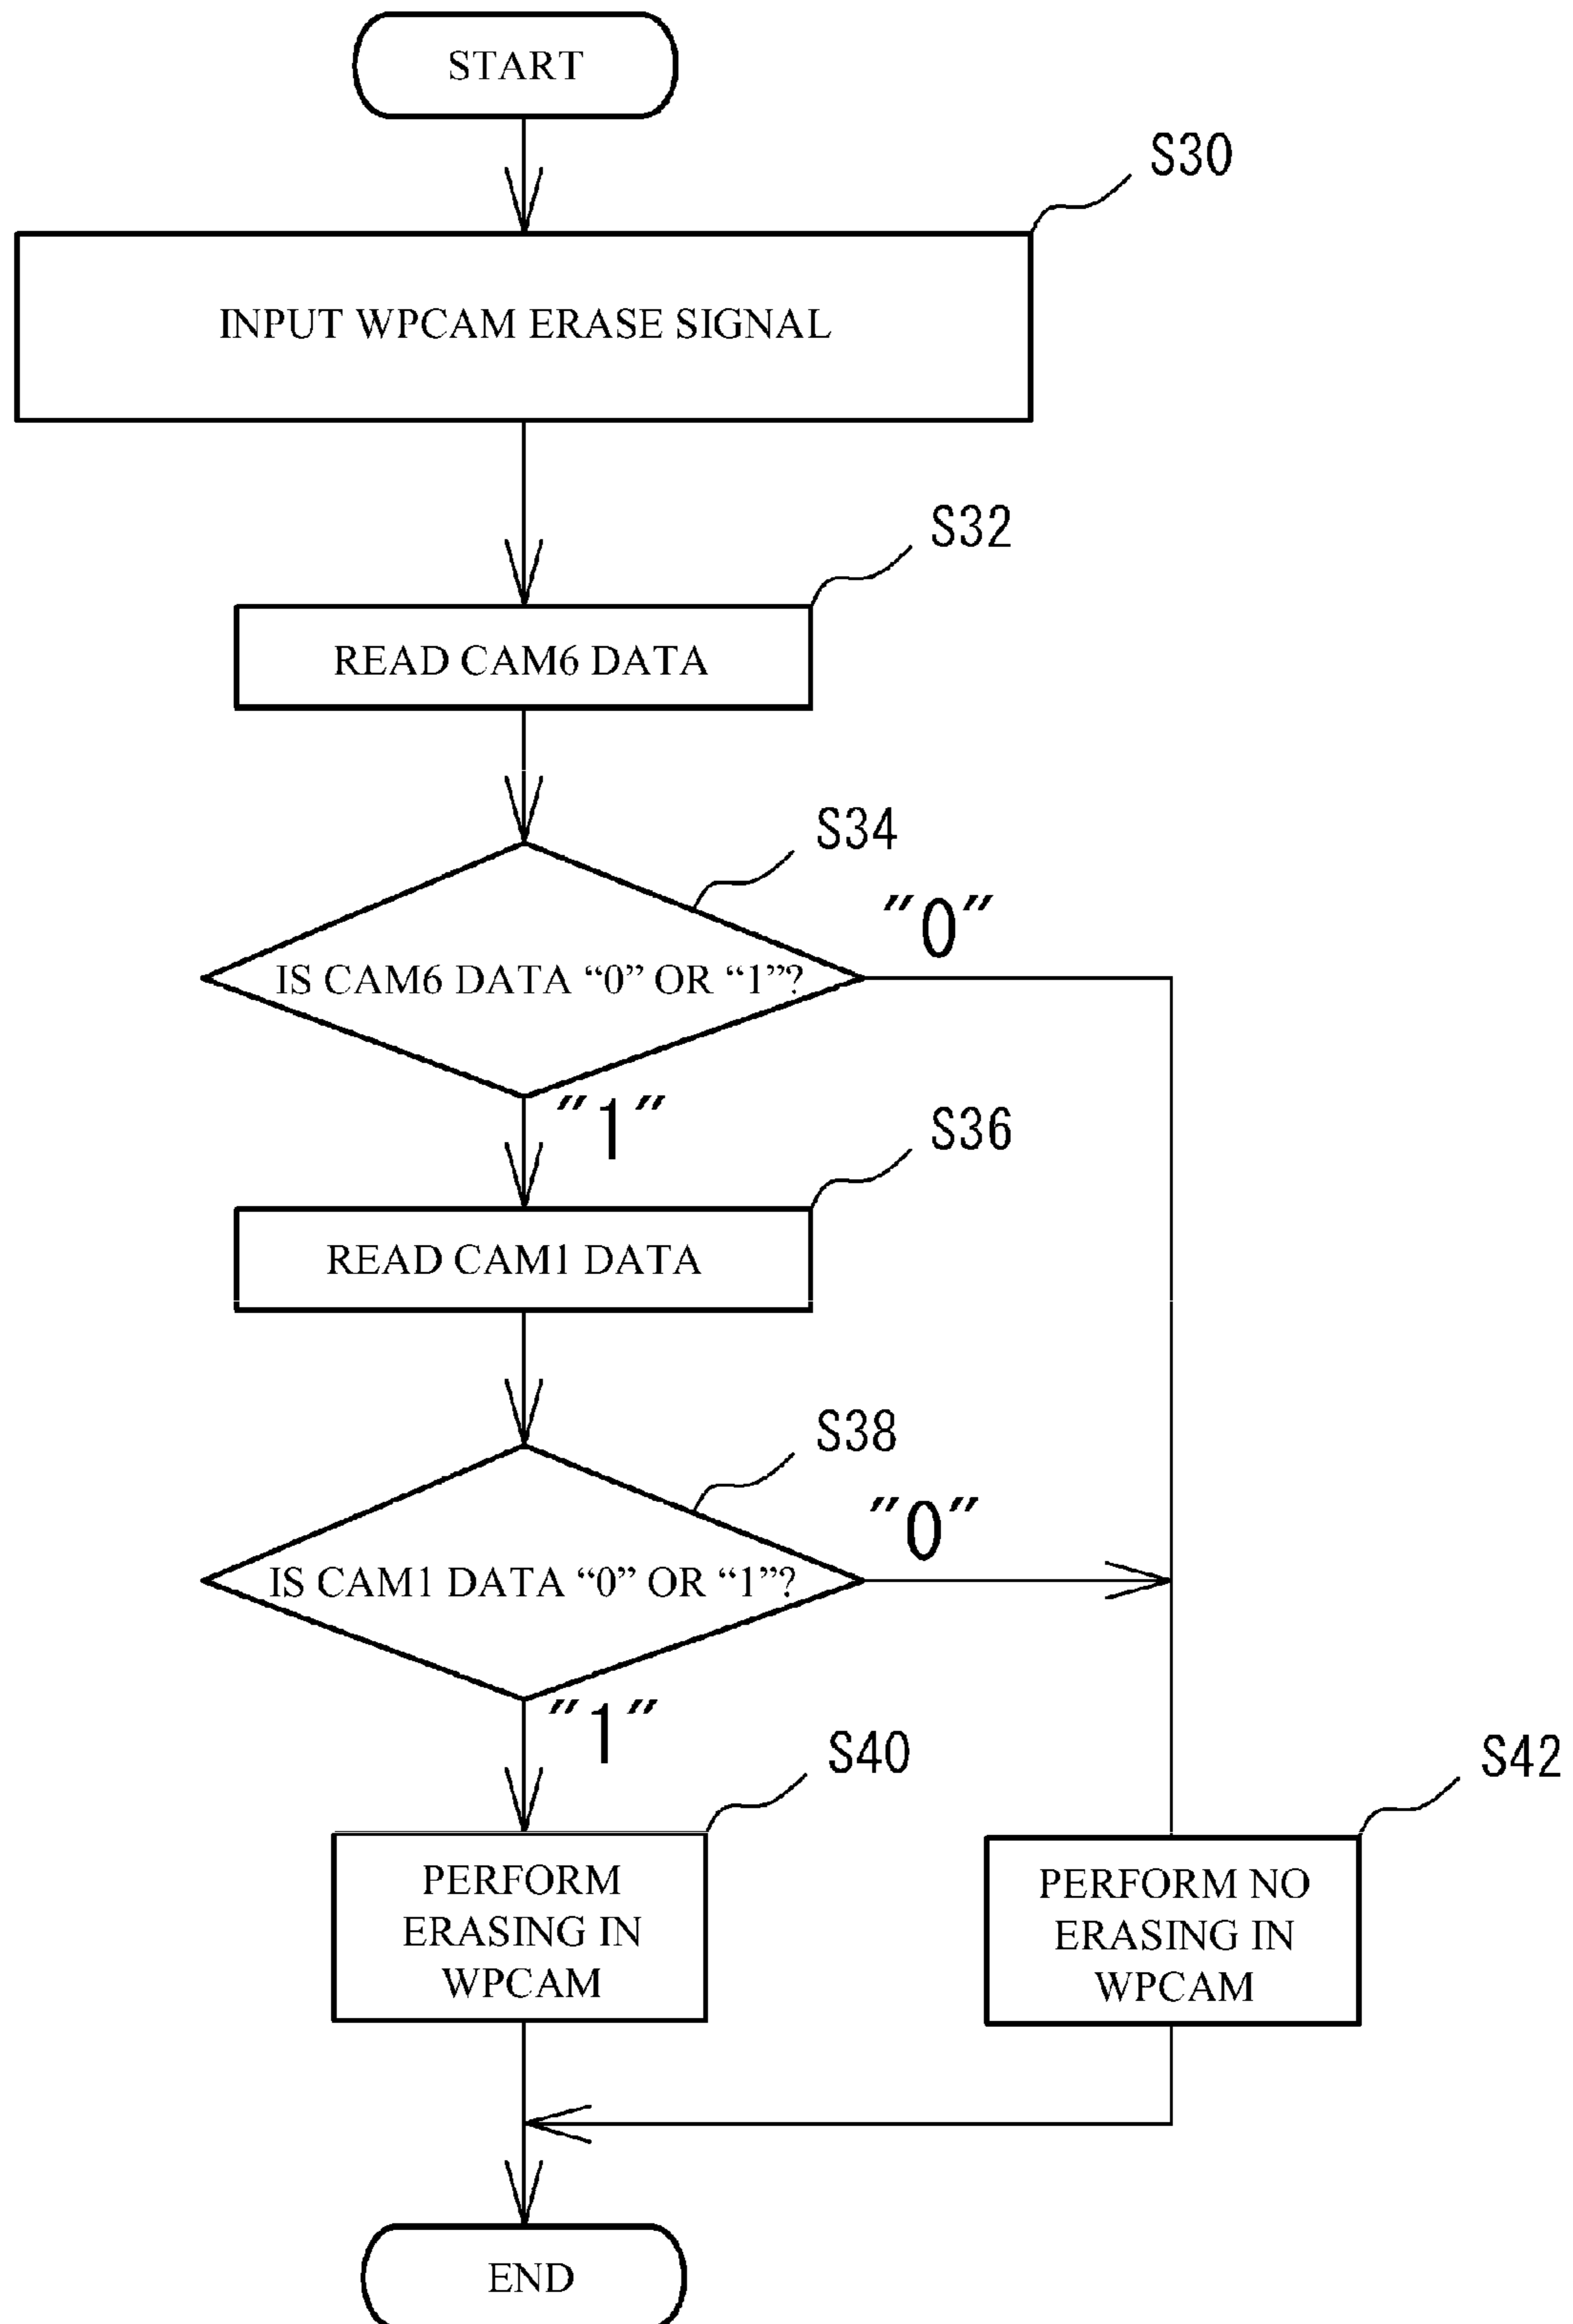 START
S30
INPUT WPCAM ERASE SIGNAL
S32
READ CAM6 DATA
S34
"0"
IS CAM6 DATA “0” OR “1”?
"1"
S36
READ CAM1 DATA
S38
"0"
IS CAM1 DATA “0” OR “1”?
"1"
S40
PERFORM
ERASING IN
WPCAM
S42
PERFORM NO
ERASING IN
WPCAM
END